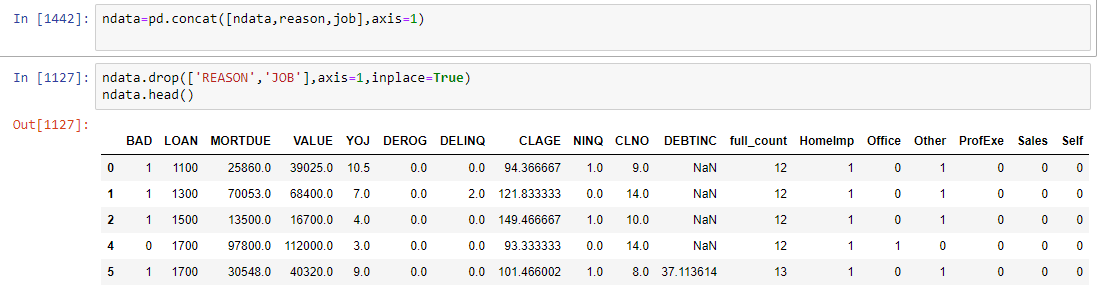 In [1442]: ndata=pd.concat([ndata,reason,job],axis=1)
In [1127]: ndata.drop(['REASON','JOB'],axis=1,inplace=True)
ndata.head()
Out[1127]:
BAD LOAN MORTDUE VALUE YOJ DEROG DELINQ CLAGE NINQ CLNO DEBTINC full_count HomeImp Office Other ProfExe Sales Self
0 1 1100 25860.0 39025.0 10.5 0.0 0.0 94.366667 1.0 9.0 NaN 12 1 0 1 0 0 0
1 1 1300 70053.0 68400.0 7.0 0.0 2.0 121.833333 0.0 14.0 NaN 12 1 0 1 0 0 0
2 1 1500 13500.0 16700.0 4.0 0.0 0.0 149.466667 1.0 10.0 NaN 12 1 0 1 0 0 0
4 0 1700 97800.0 112000.0 3.0 0.0 0.0 93.333333 0.0 14.0 NaN 12 1 1 0 0 0 0
5 1 1700 30548.0 40320.0 9.0 0.0 0.0 101.466002 1.0 8.0 37.113614 13 1 0 1 0 0 0